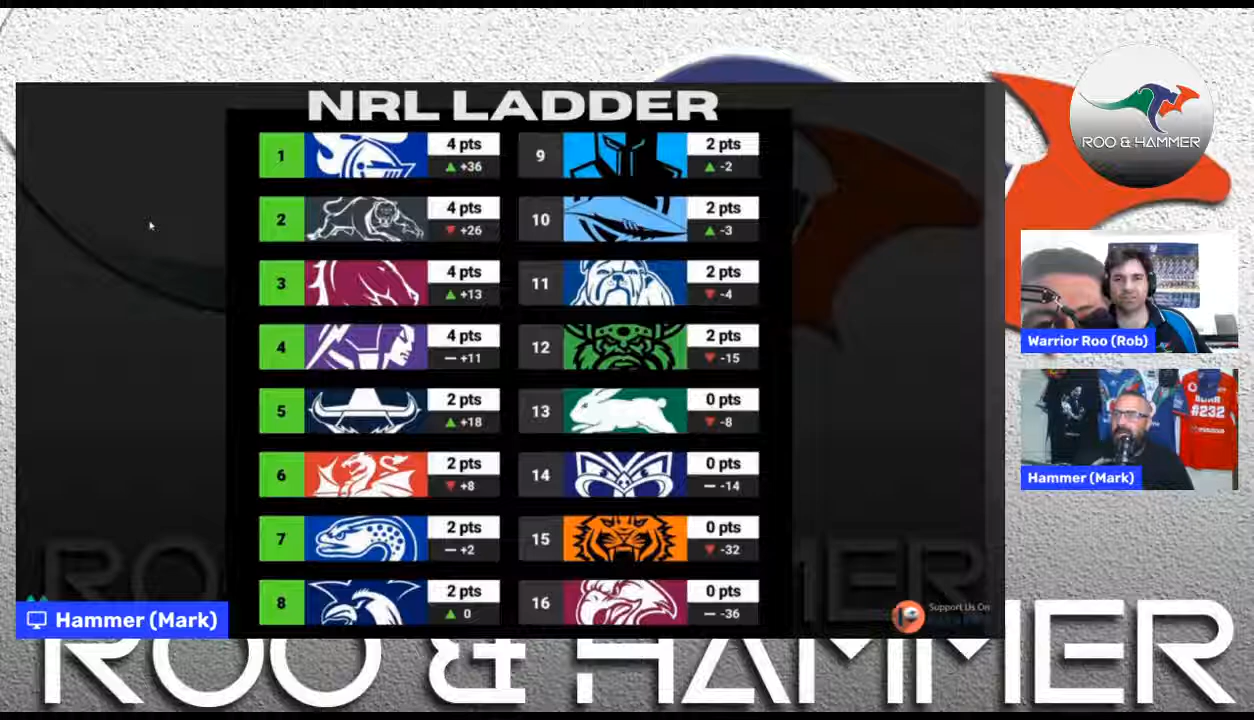 NRL LADDER
1
4 pts
+36
2
4 pts
+26
3
4 pts
+13
4
4 pts
+11
5
2 pts
+18
6
2 pts
+8
7
2 pts
+2
8
2 pts
0
9
2 pts
-2
10
2 pts
-3
11
2 pts
-4
12
2 pts
-15
13
0 pts
-8
14
0 pts
-14
15
0 pts
-32
16
0 pts
-36
ROO & HAMMER
Warrior Roo (Rob)
#232
Hammer (Mark)
Support Us On
Hammer (Mark)
ROO & HAMMER